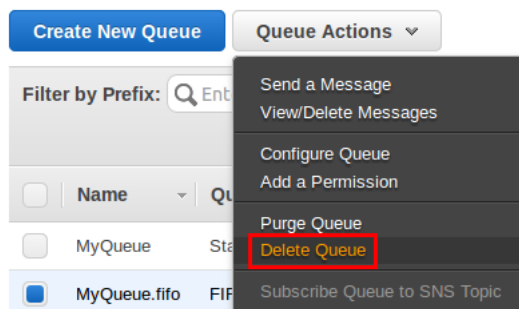 Create New Queue
Queue Actions
Filter by Prefix:
Send a Message
View/Delete Messages
Configure Queue
Add a Permission
Name
Purge Queue
MyQueue
Delete Queue
MyQueue.fifo
Subscribe Queue to SNS Topic